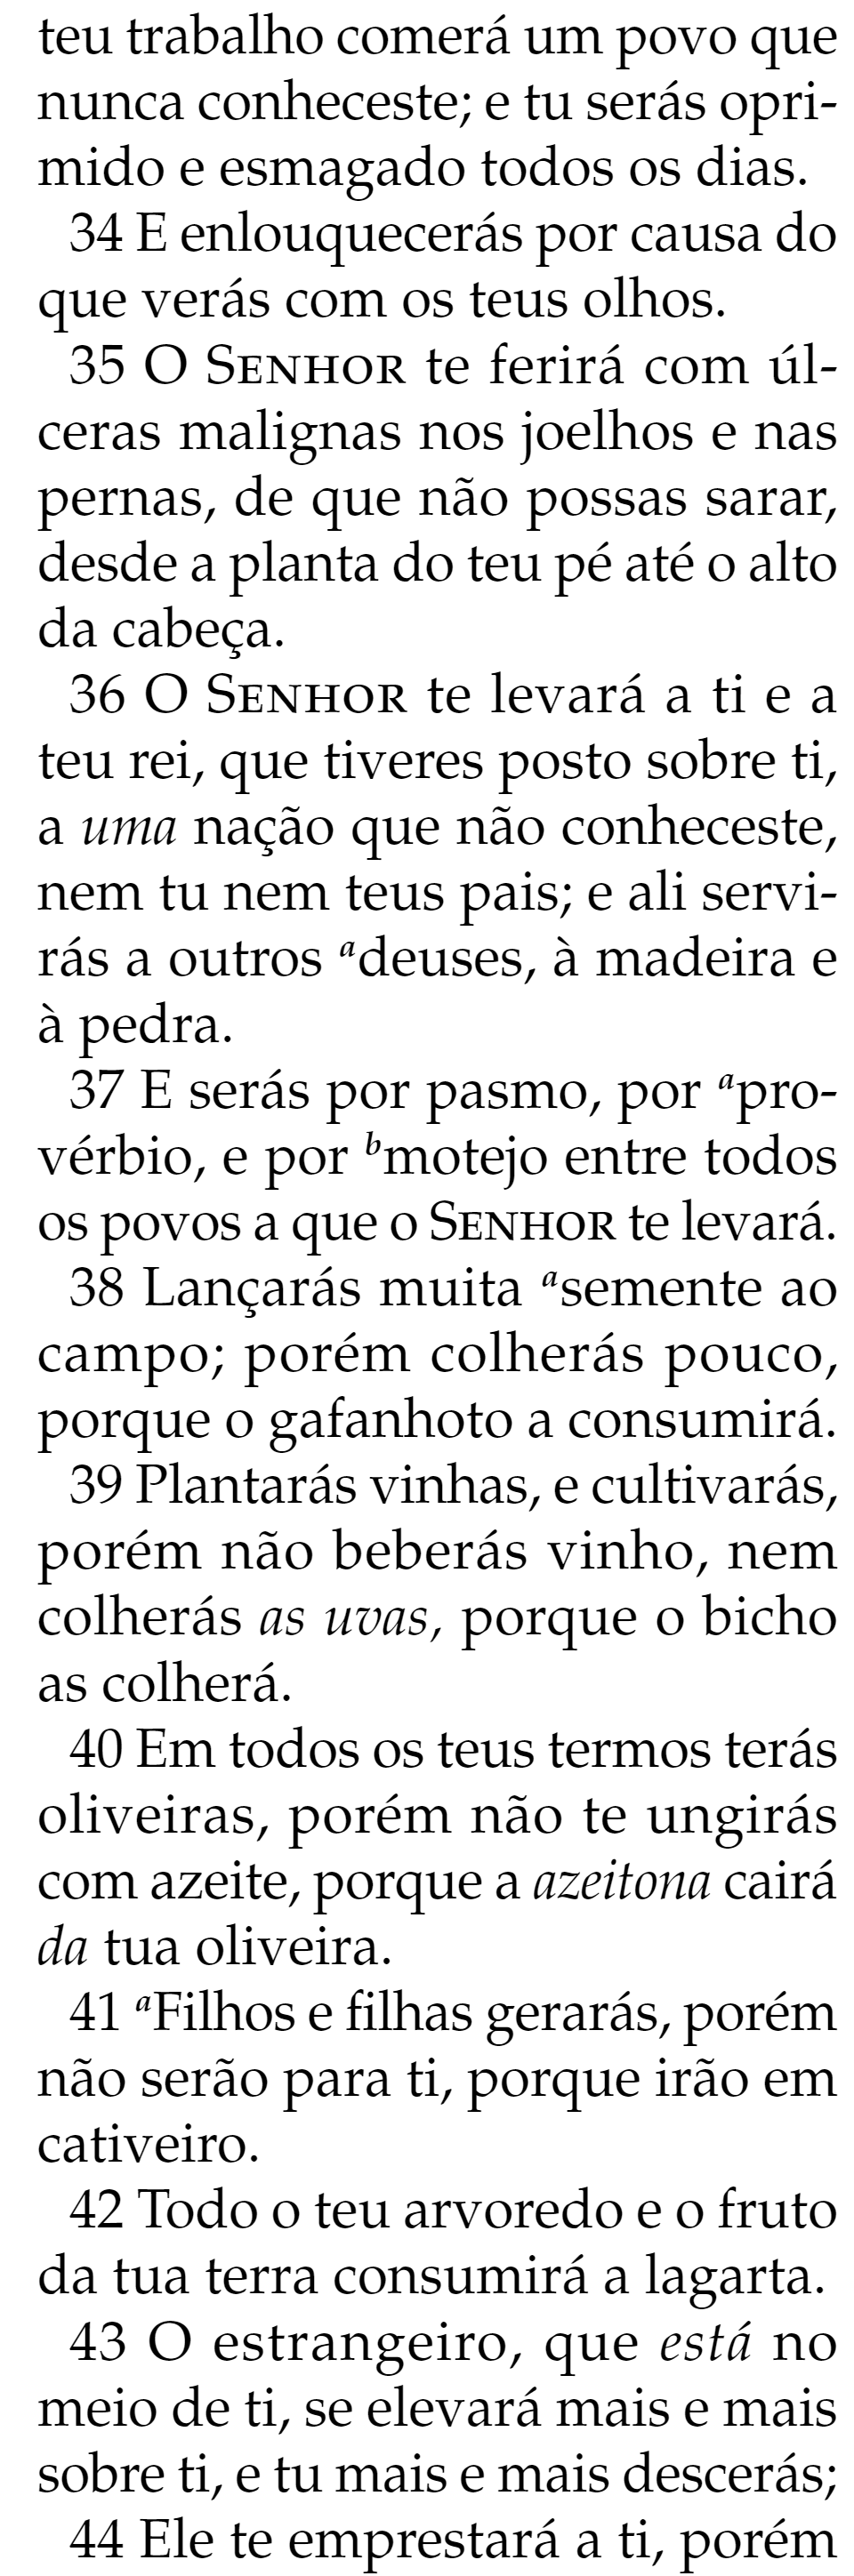 teu trabalho comerá um povo que
nunca conheceste; e tu serás opri-
mido e esmagado todos os dias.
34 E enlouquecerás por causa do
que verás com os teus olhos.
35 O SENHOR te ferirá com úl-
ceras malignas nos joelhos e nas
pernas, de que não possas sarar,
desde a planta do teu pé até o alto
da cabeça.
36 O SENHOR te levará a ti e a
teu rei, que tiveres posto sobre ti,
a uma nação que não conheceste,
nem tu nem teus pais; e ali servi-
rás a outros adeuses, à madeira e
à pedra.
37 E serás por pasmo, por apro-
vérbio, e por bmotejo entre todos
os povos a que o SENHOR te levará.
38 Lançarás muita asemente ao
campo; porém colherás pouco,
porque o gafanhoto a consumirá.
39 Plantarás vinhas, e cultivarás,
porém não beberás vinho, nem
colherás as uvas, porque o bicho
as colherá.
40 Em todos os teus termos terás
oliveiras, porém não te ungirás
com azeite, porque a azeitona cairá
da tua oliveira.
41 aFilhos e filhas gerarás, porém
não serão para ti, porque irão em
cativeiro.
42 Todo o teu arvoredo e o fruto
da tua terra consumirá a lagarta.
43 O estrangeiro, que está no
meio de ti, se elevará mais e mais
sobre ti, e tu mais e mais descerás;
44 Ele te emprestará a ti, porém